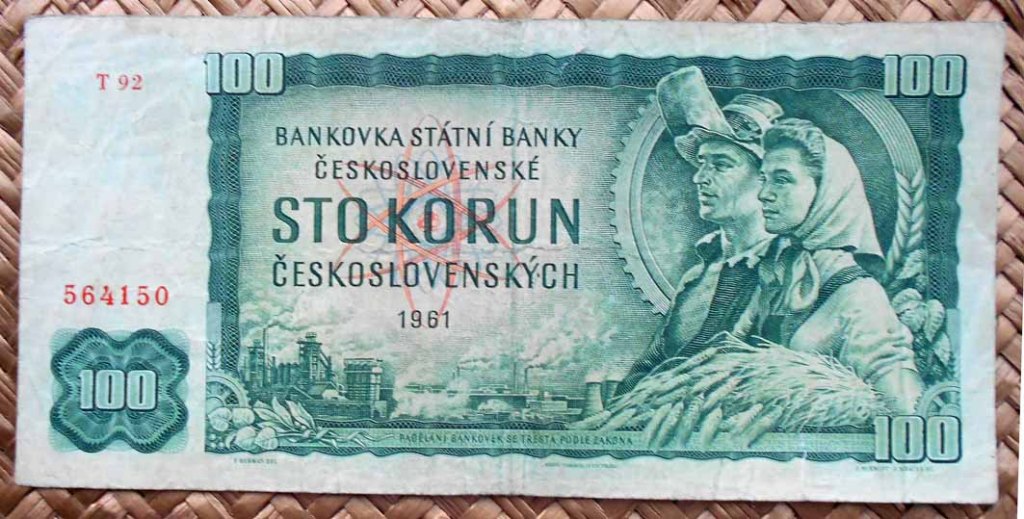 T 92
100
100
BANKOVKA STÁTNÍ BANKY
ČESKOSLOVENSKÉ
STO KORUN
ČESKOSLOVENSKÝCH
1961
564150
100
100
PADĚLÁNÍ BANKOVEK SE TRESTÁ PODLE ZÁKONA